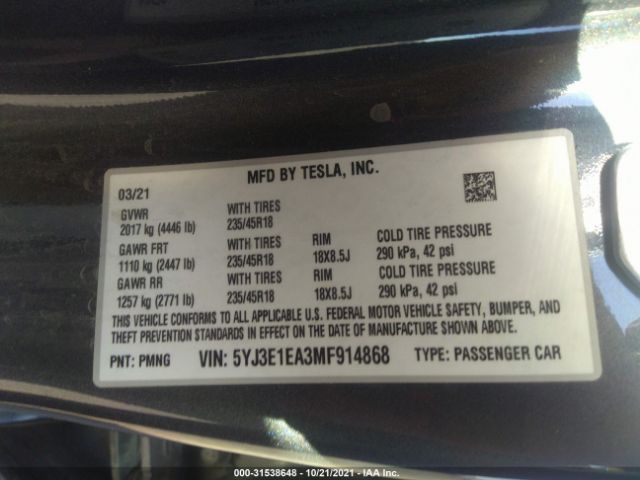 MFD BY TESLA, INC.
03/21
GVWR WITH TIRES
2017 kg (4446 lb) 235/45R18
GAWR FRT WITH TIRES RIM COLD TIRE PRESSURE
1110 kg (2447 lb) 235/45R18 18X8.5J 290 kPa, 42 psi
GAWR RR WITH TIRES RIM COLD TIRE PRESSURE
1257 kg (2771 lb) 235/45R18 18X8.5J 290 kPa, 42 psi
THIS VEHICLE CONFORMS TO ALL APPLICABLE U.S. FEDERAL MOTOR VEHICLE SAFETY, BUMPER, AND
THEFT PREVENTION STANDARDS IN EFFECT ON THE DATE OF MANUFACTURE SHOWN ABOVE.
PNT: PMNG VIN: 5YJ3E1EA3MF914868 TYPE: PASSENGER CAR
000-31538648 - 10/21/2021 - IAA Inc.